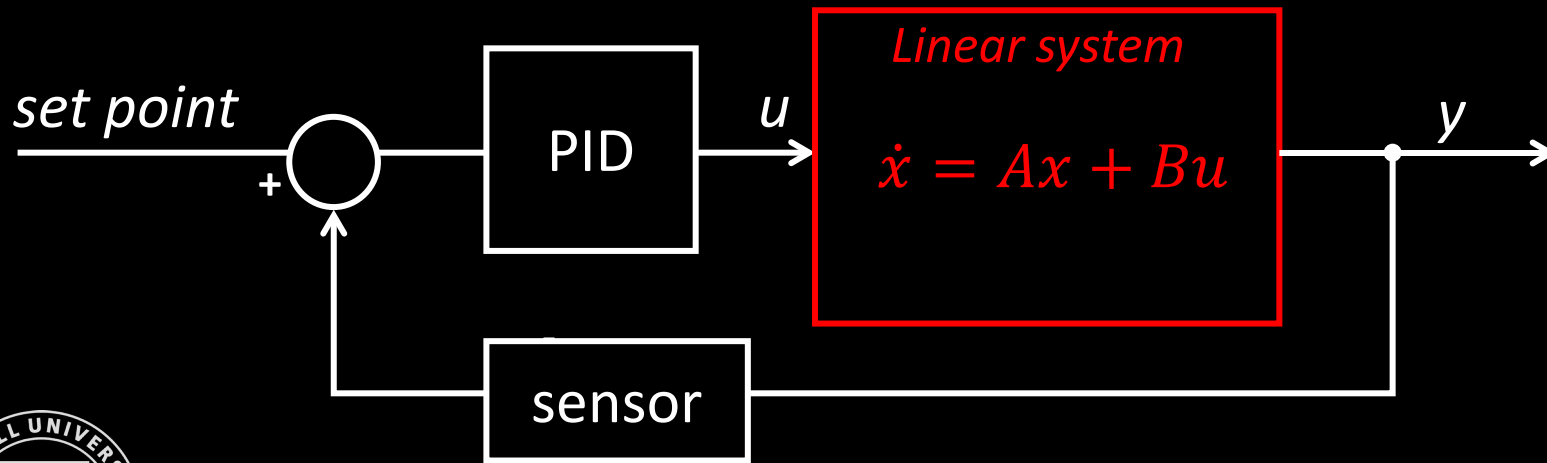 Linear system
set point
u
y
PID
ẋ = Ax + Bu
+
sensor